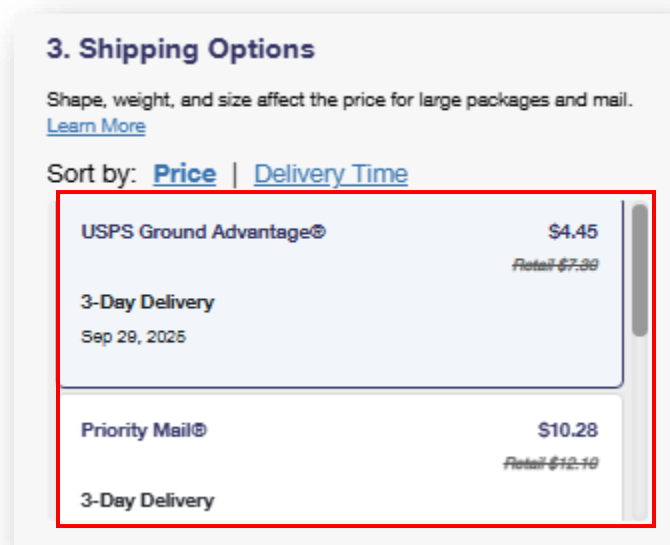 3. Shipping Options
Shape, weight, and size affect the price for large packages and mail.
Learn More
Sort by: Price | Delivery Time
USPS Ground Advantage® $4.45
Retail $7.30
3-Day Delivery
Sep 29, 2025
Priority Mail® $10.28
Retail $12.10
3-Day Delivery